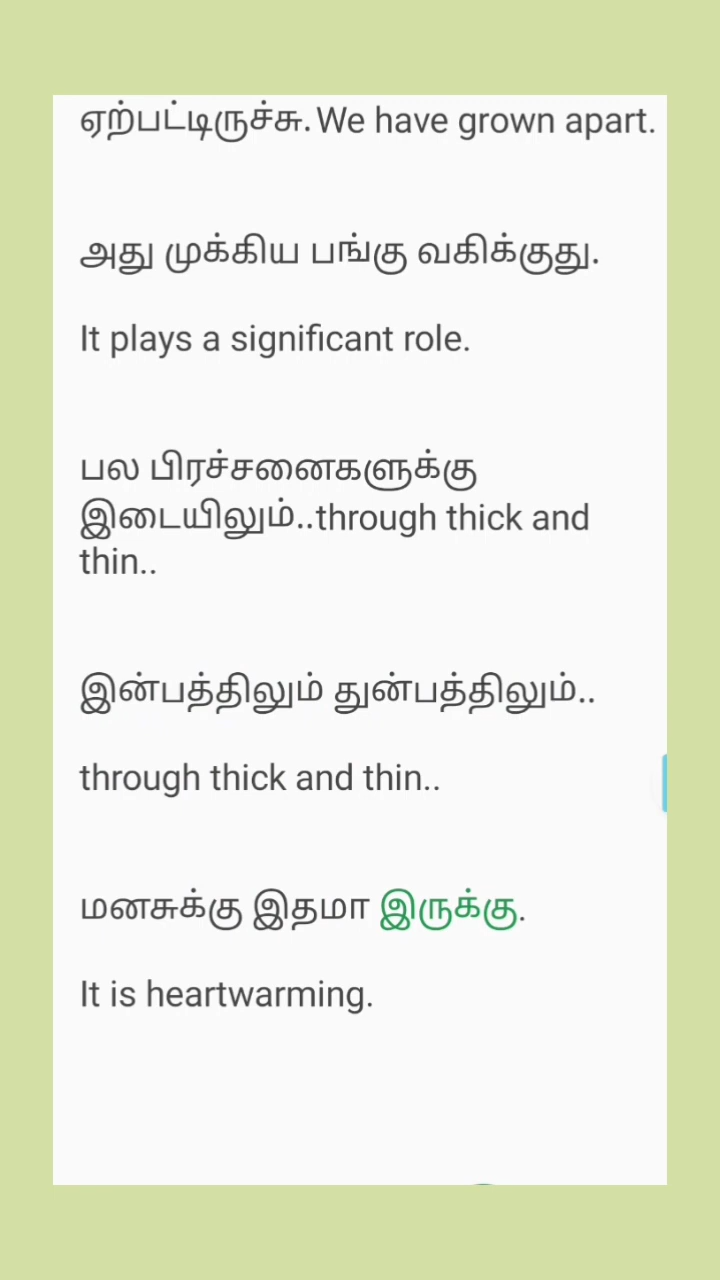 ஏற்பட்டிருச்சு.We have grown apart.
அது முக்கிய பங்கு வகிக்குது.
It plays a significant role.
பல பிரச்சனைகளுக்கு
இடையிலும்..through thick and
thin..
இன்பத்திலும் துன்பத்திலும்..
through thick and thin..
மனசுக்கு இதமா இருக்கு.
It is heartwarming.